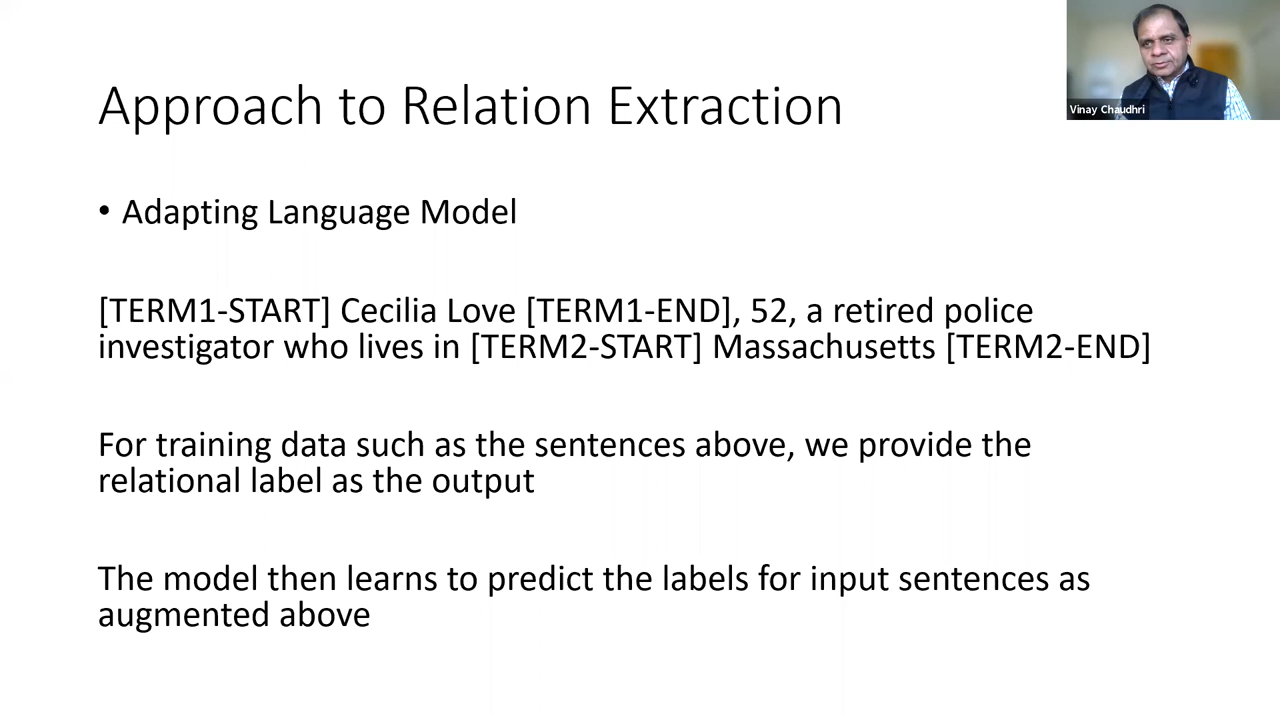 Approach to Relation Extraction
Vinay Chaudhri
• Adapting Language Model
[TERM1-START] Cecilia Love [TERM1-END], 52, a retired police
investigator who lives in [TERM2-START] Massachusetts [TERM2-END]
For training data such as the sentences above, we provide the
relational label as the output
The model then learns to predict the labels for input sentences as
augmented above